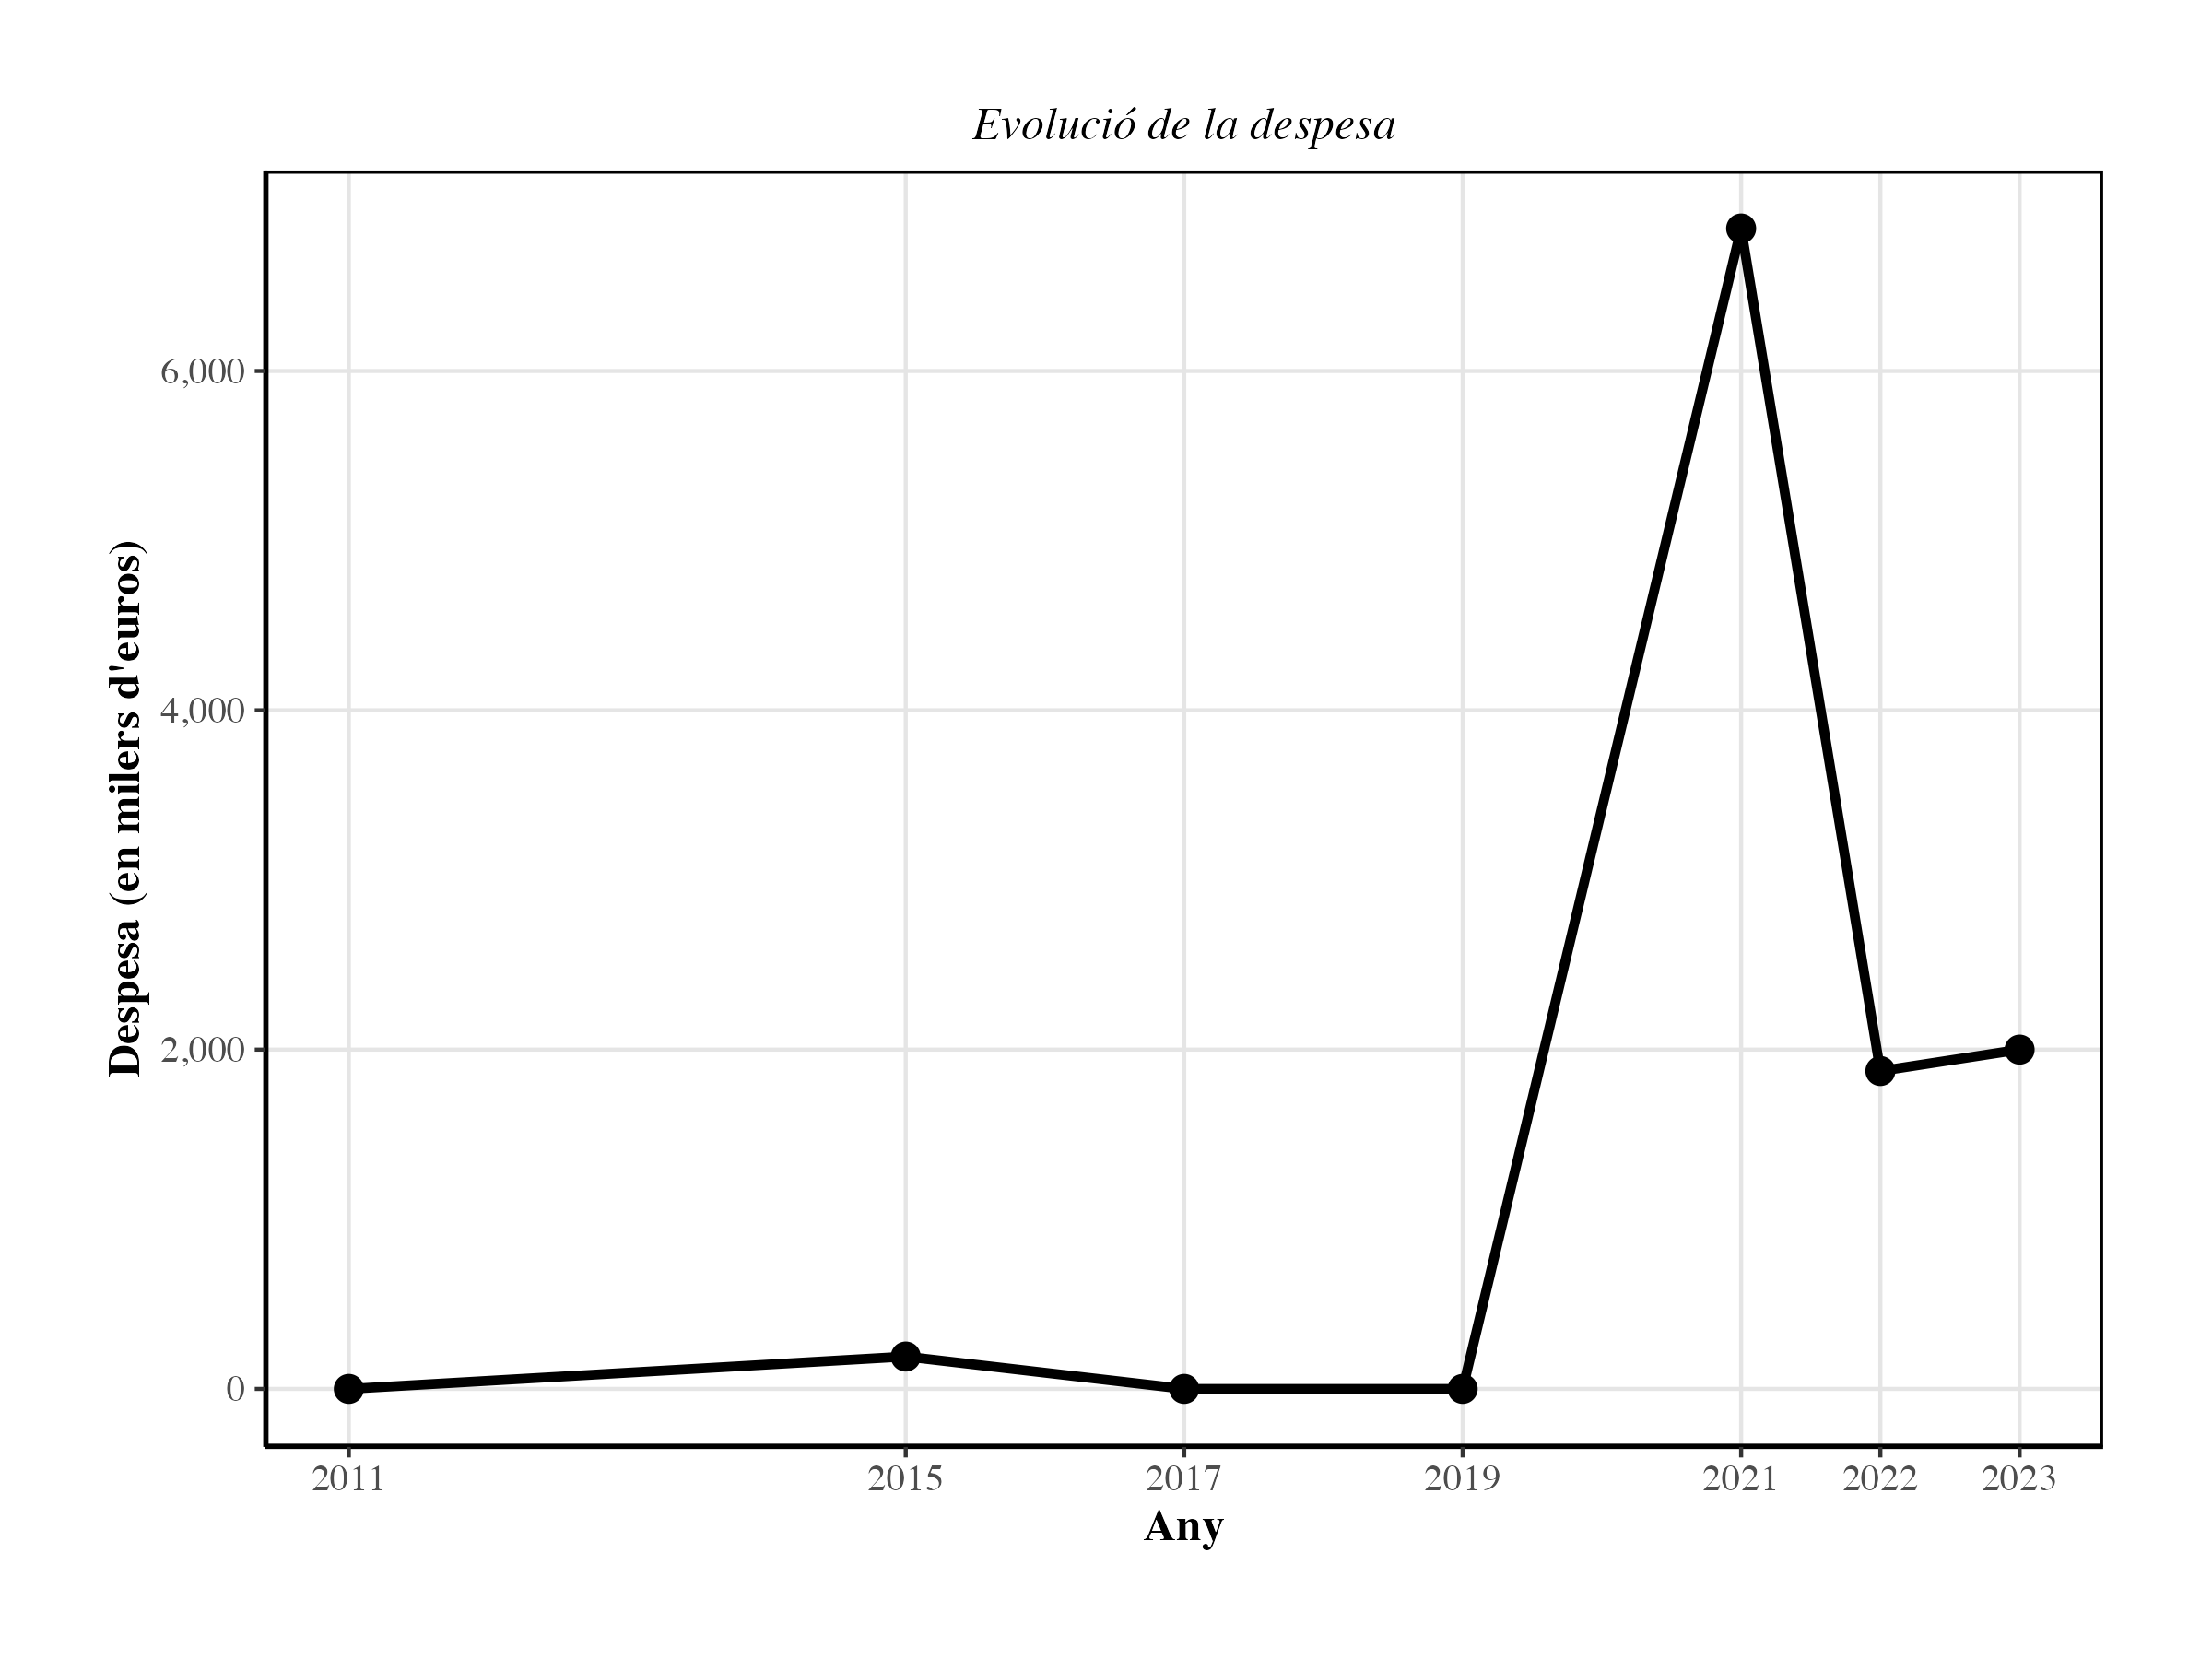 Evolució de la despesa
Despesa (en milers d'euros)
6,000
4,000
2,000
0
2011 2015 2017 2019 2021 2022 2023
Any